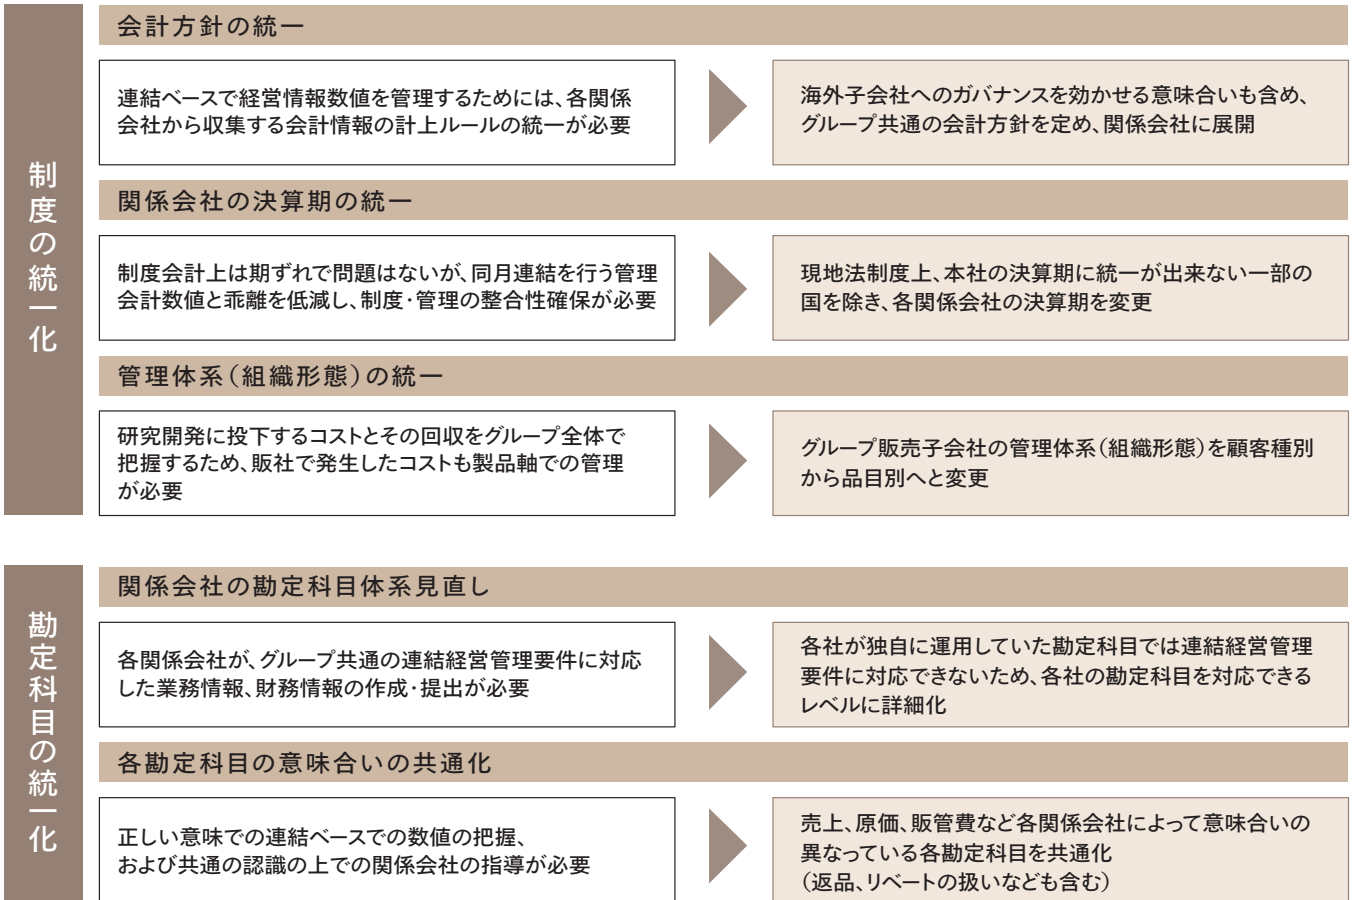 制度の統一化
会計方針の統一
連結ベースで経営情報数値を管理するためには、各関係
会社から収集する会計情報の計上ルールの統一が必要
海外子会社へのガバナンスを効かせる意味合いも含め、
グループ共通の会計方針を定め、関係会社に展開
関係会社の決算期の統一
制度会計上は期ずれで問題はないが、同月連結を行う管理
会計数値と乖離を低減し、制度・管理の整合性確保が必要
現地法制度上、本社の決算期に統一が出来ない一部の
国を除き、各関係会社の決算期を変更
管理体系（組織形態）の統一
研究開発に投下するコストとその回収をグループ全体で
把握するため、販社で発生したコストも製品軸での管理
が必要
グループ販売子会社の管理体系（組織形態）を顧客種別
から品目別へと変更
勘定科目の統一化
関係会社の勘定科目体系見直し
各関係会社が、グループ共通の連結経営管理要件に対応
した業務情報、財務情報の作成・提出が必要
各社が独自に運用していた勘定科目では連結経営管理
要件に対応できないため、各社の勘定科目を対応できる
レベルに詳細化
各勘定科目の意味合いの共通化
正しい意味での連結ベースでの数値の把握、
および共通の認識の上での関係会社の指導が必要
売上、原価、販管費など各関係会社によって意味合いの
異なっている各勘定科目を共通化
（返品、リベートの扱いなども含む）